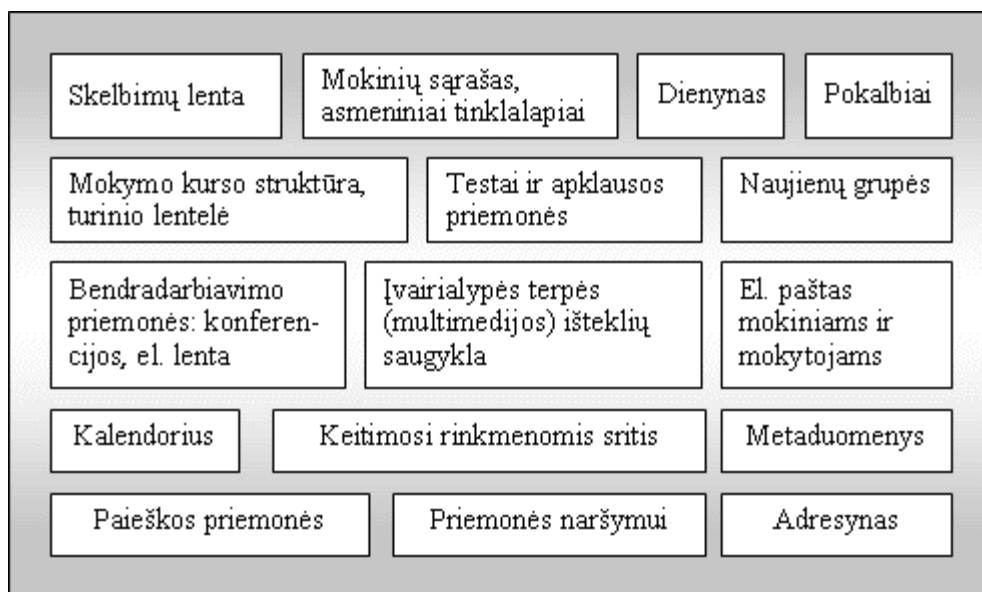 Skelbimų lenta
Mokinių sąrašas,
asmeniniai tinklalapiai
Dienynas
Pokalbiai
Mokymo kurso struktūra,
turinio lentelė
Testai ir apklausos
priemonės
Naujienų grupės
Bendradarbiavimo
priemonės: konferen-
cijos, el. lenta
Įvairialypės terpės
(multimedijos) išteklių
saugykla
El. paštas
mokiniams ir
mokytojams
Kalendorius
Keitimosi rinkmenomis sritis
Metaduomenys
Paieškos priemonės
Priemonės naršymui
Adresynas